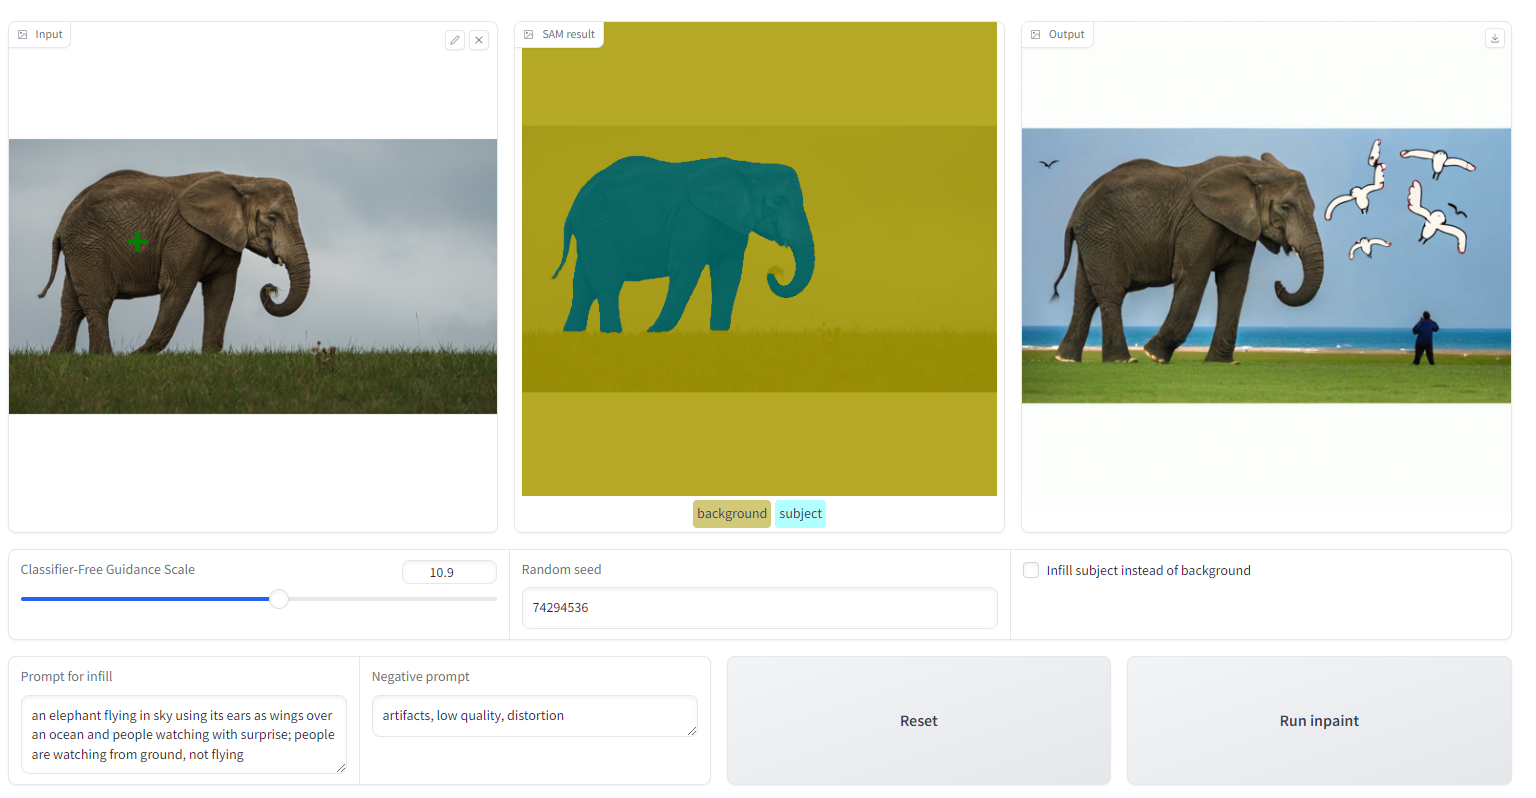 Input
SAM result
Output
background subject
Classifier-Free Guidance Scale
10.9
Random seed
74294536
Infill subject instead of background
Prompt for infill
an elephant flying in sky using its ears as wings over
an ocean and people watching with surprise; people
are watching from ground, not flying
Negative prompt
artifacts, low quality, distortion
Reset
Run inpaint